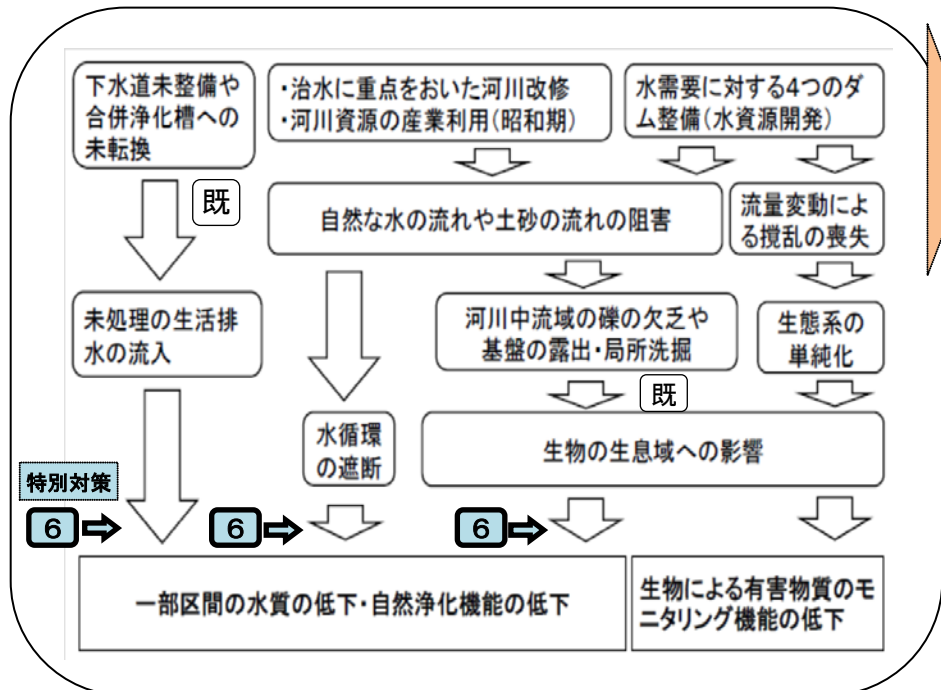 下水道未整備や
合併浄化槽への
未転換
・治水に重点をおいた河川改修
・河川資源の産業利用(昭和期)
水需要に対する4つのダ
ム整備(水資源開発)
既
自然な水の流れや土砂の流れの阻害
流量変動によ
る撹乱の喪失
未処理の生活排
水の流入
河川中流域の礫の欠乏や
基盤の露出・局所洗掘
生態系の
単純化
既
水循環
の遮断
生物の生息域への影響
特別対策
6
6
6
一部区間の水質の低下・自然浄化機能の低下
生物による有害物質のモ
ニタリング機能の低下